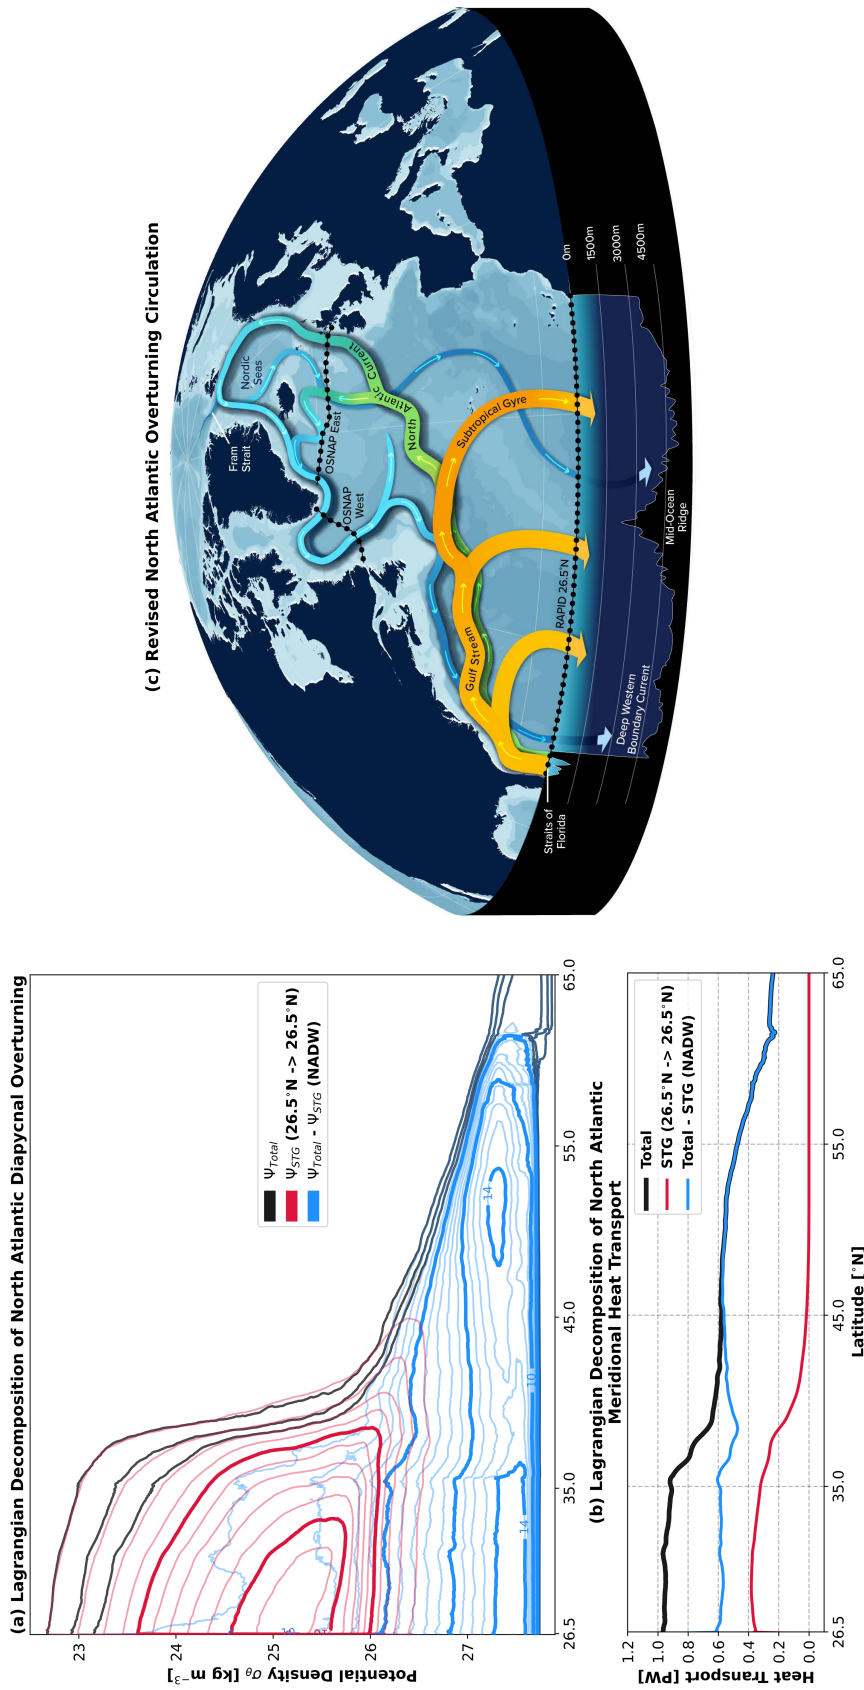 (a) Lagrangian Decomposition of North Atlantic Diapycnal Overturning
Ψ_Total
Ψ_STG (26.5°N -> 26.5°N)
Ψ_Total - Ψ_STG (NADW)
Potential Density σ_θ [kg m⁻³]
23
24
25
26
27
14
14
10
26.5
35.0
45.0
55.0
65.0
(b) Lagrangian Decomposition of North Atlantic
Meridional Heat Transport
Total
STG (26.5°N -> 26.5°N)
Total - STG (NADW)
Heat Transport [PW]
1.2
1.0
0.8
0.6
0.4
0.2
0.0
26.5
35.0
45.0
55.0
65.0
Latitude [°N]
(c) Revised North Atlantic Overturning Circulation
Fram
Strait
Nordic
Seas
OSNAP East
OSNAP
West
North Atlantic Current
Gulf Stream
Subtropical Gyre
RAPID 26.5°N
Straits of
Florida
Deep Western
Boundary Current
Mid-Ocean
Ridge
0m
1500m
3000m
4500m